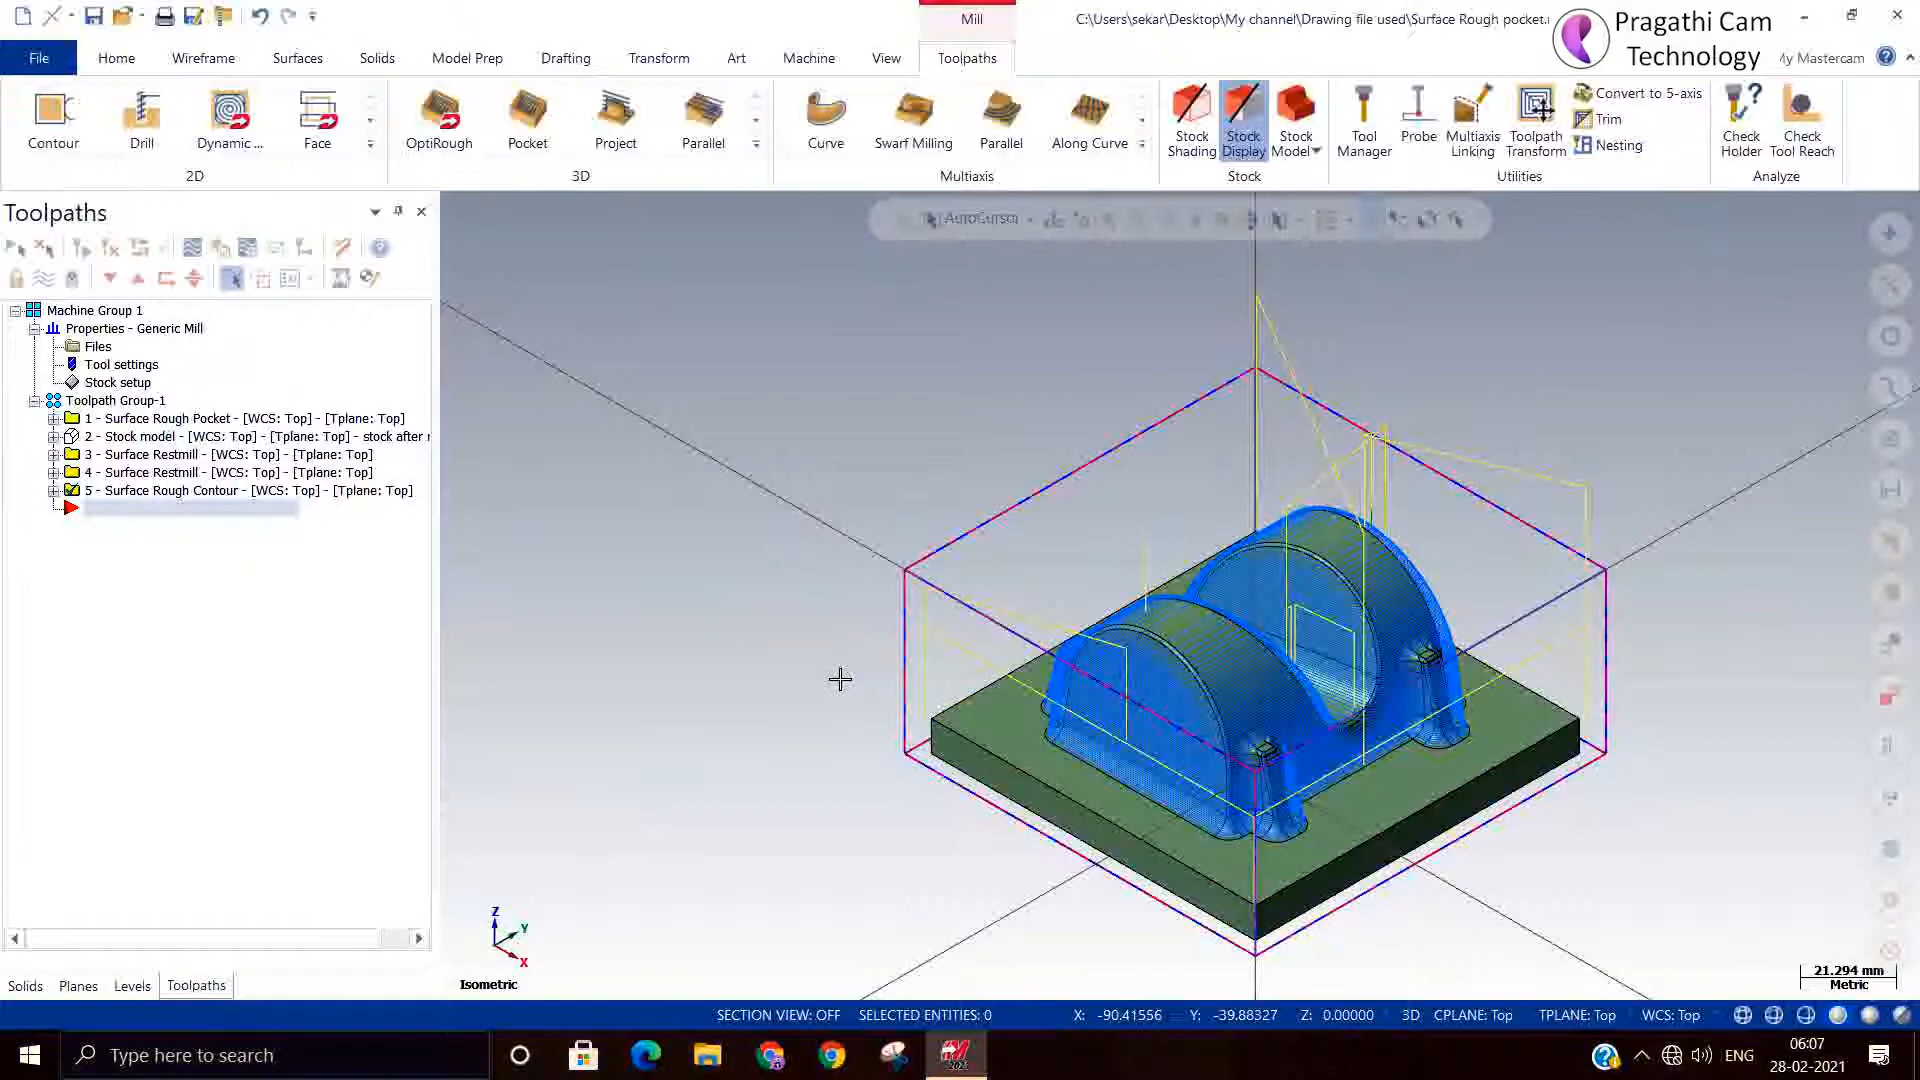 Mill
C:\Users\sekar\Desktop\My channel\Drawing file used\Surface Rough pocket.
Pragathi Cam
Technology
File
Home
Wireframe
Surfaces
Solids
Model Prep
Drafting
Transform
Art
Machine
View
Toolpaths
My Mastercam
Contour
Drill
Dynamic ...
Face
2D
OptiRough
Pocket
Project
Parallel
3D
Curve
Swarf Milling
Parallel
Along Curve
Multiaxis
Stock
Shading
Stock
Display
Stock
Model
Stock
Tool
Manager
Probe
Multiaxis
Linking
Toolpath
Transform
Convert to 5-axis
Trim
Nesting
Utilities
Check
Holder
Check
Tool Reach
Analyze
Toolpaths
AutoCursor
Machine Group 1
Properties - Generic Mill
Files
Tool settings
Stock setup
Toolpath Group-1
1 - Surface Rough Pocket - [WCS: Top] - [Tplane: Top]
2 - Stock model - [WCS: Top] - [Tplane: Top] - stock after
3 - Surface Restmill - [WCS: Top] - [Tplane: Top]
4 - Surface Restmill - [WCS: Top] - [Tplane: Top]
5 - Surface Rough Contour - [WCS: Top] - [Tplane: Top]
Z
Y
X
Isometric
21.294 mm
Metric
Solids
Planes
Levels
Toolpaths
SECTION VIEW: OFF
SELECTED ENTITIES: 0
X: -90.41556
Y: -39.88327
Z: 0.00000
3D
CPLANE: Top
TPLANE: Top
WCS: Top
Type here to search
ENG
06:07
28-02-2021